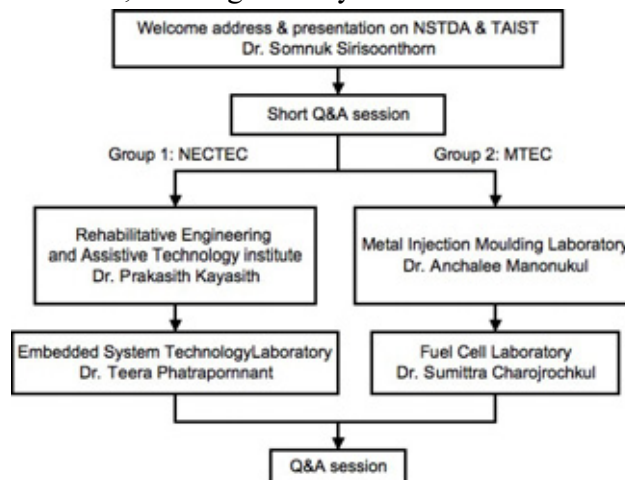 Welcome address & presentation on NSTDA & TAIST
Dr. Somnuk Sirisoonthorn
Short Q&A session
Group 1: NECTEC
Group 2: MTEC
Rehabilitative Engineering
and Assistive Technology institute
Dr. Prakasith Kayasith
Metal Injection Moulding Laboratory
Dr. Anchalee Manonukul
Embedded System TechnologyLaboratory
Dr. Teera Phatrapornnant
Fuel Cell Laboratory
Dr. Sumittra Charojrochkul
Q&A session